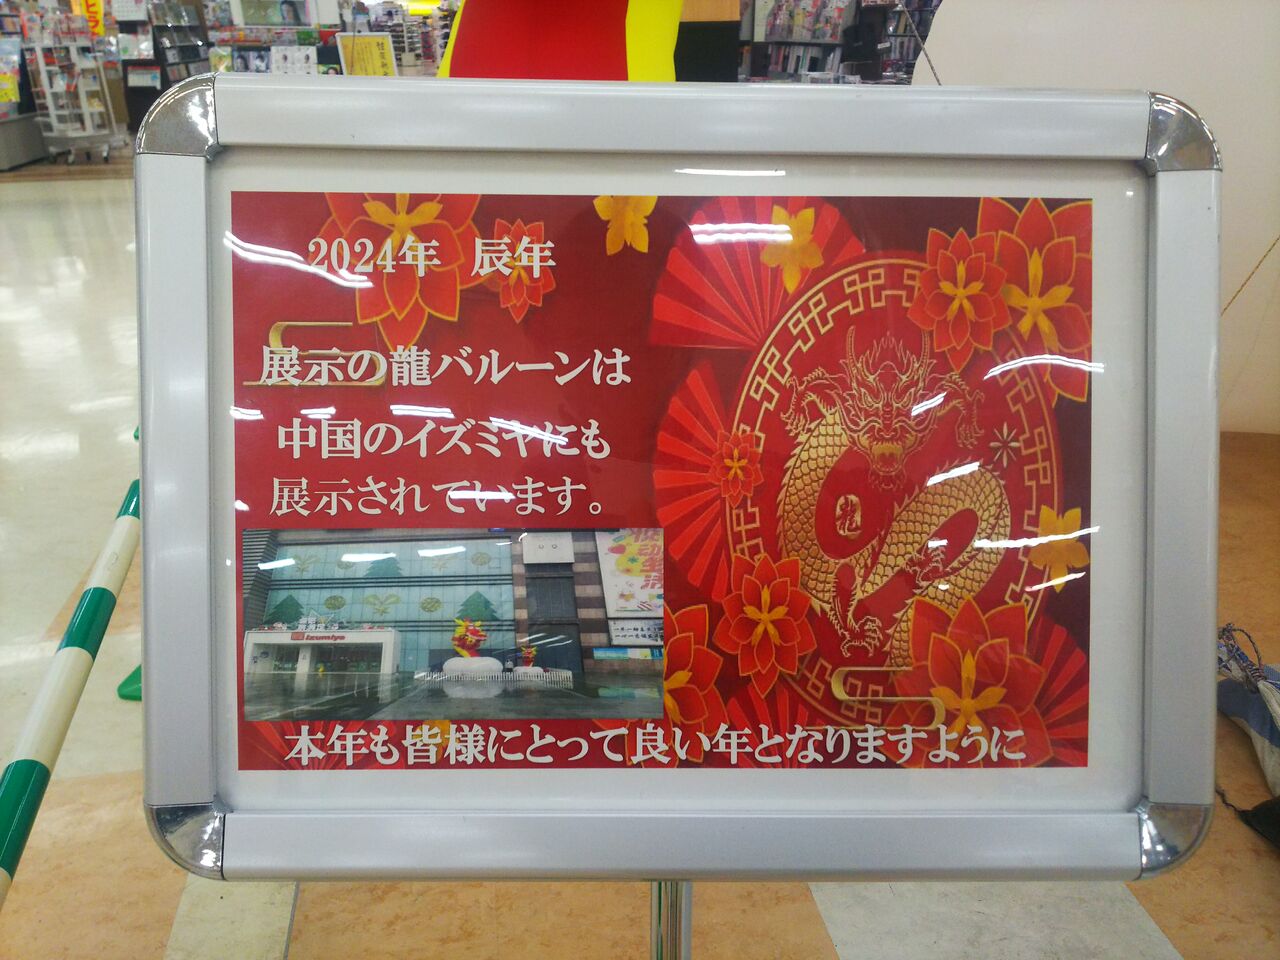 2024年 辰年
展示の龍バルーンは
中国のイズミヤにも
展示されています。
龍
izumiya
本年も皆様にとって良い年となりますように